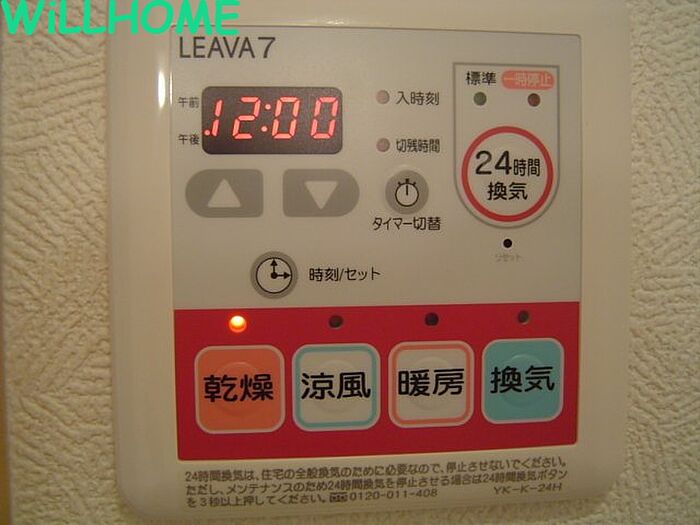 WiLLHOME
LEAVA7
午前
12:00
午後
入時刻
切残時間
タイマー切替
標準 一時停止
24時間
換気
リセット
時刻/セット
乾燥 涼風 暖房 換気
24時間換気は、住宅の全般換気のために必要なので、停止させないでください。
ただし、メンテナンスのため24時間換気を停止させる場合は24時間換気ボタン
を3秒以上押してください。 0120-011-408 YK-K-24H